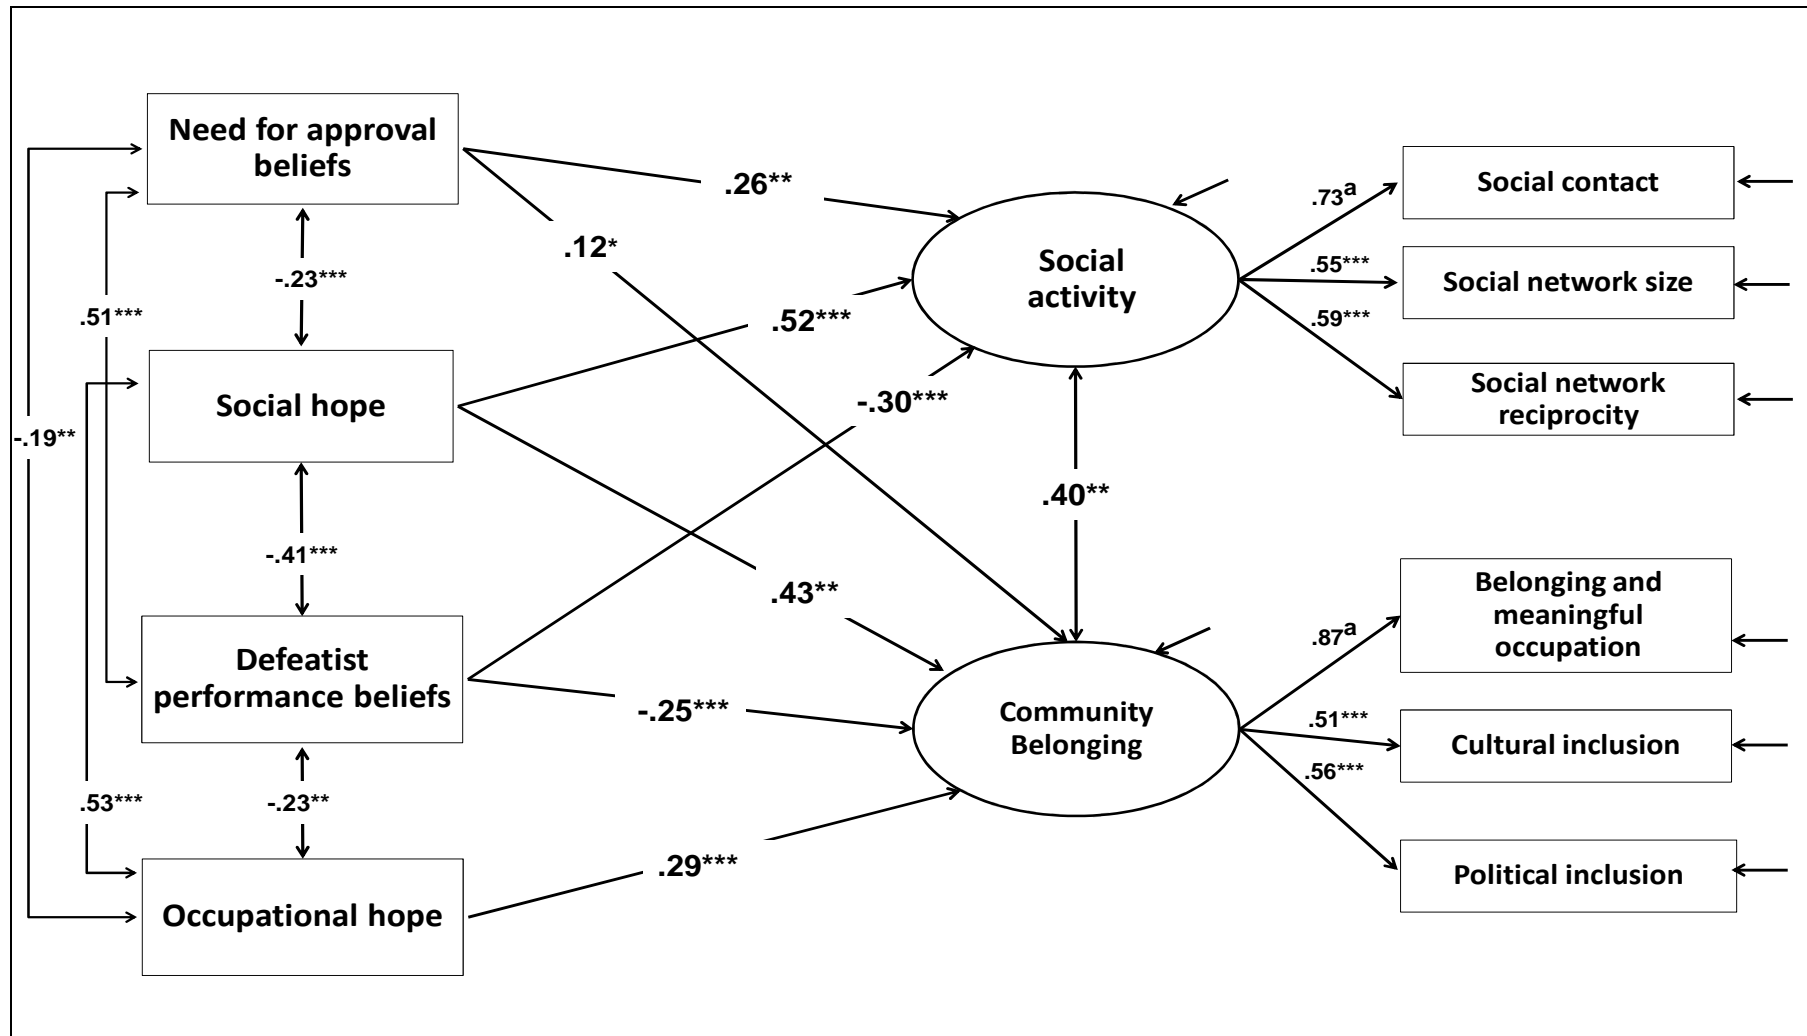 Need for approval
beliefs
.26**
Social contact
.73a
.12*
Social
activity
-.23***
.55***
Social network size
.51***
.52***
.59***
Social hope
-.30***
Social network
reciprocity
-.19**
.40**
-.41***
.43**
Belonging and
meaningful
occupation
.87a
Defeatist
performance beliefs
-.25***
Community
Belonging
.51***
Cultural inclusion
.56***
.53***
-.23**
.29***
Political inclusion
Occupational hope